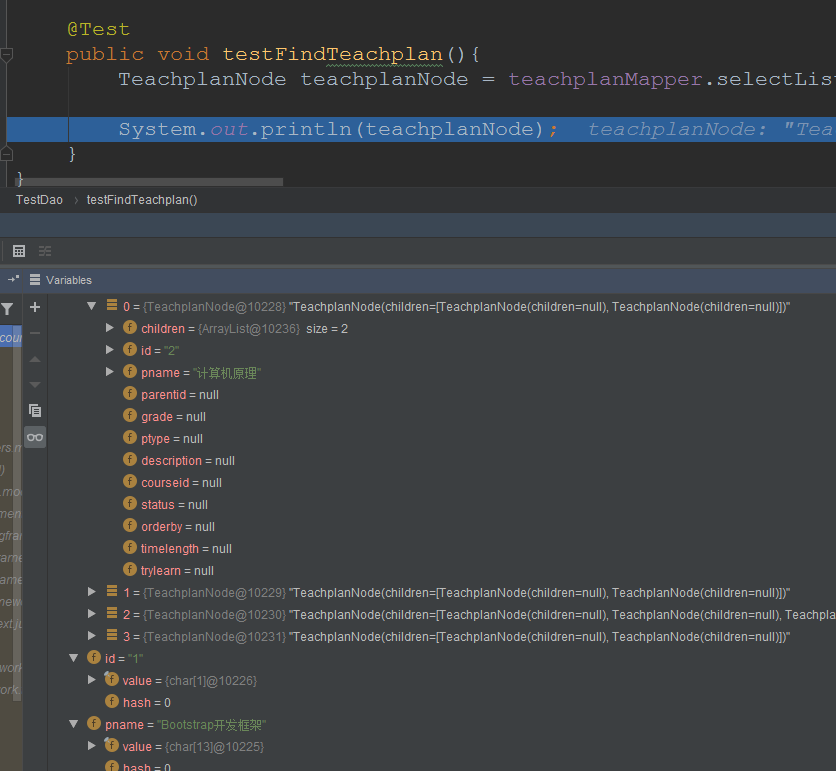 @Test
public void testFindTeachplan(){
TeachplanNode teachplanNode = teachplanMapper.selectLis
System.out.println(teachplanNode); teachplanNode: "Tea
}
}
TestDao testFindTeachplan()
Variables
0 = {TeachplanNode@10228} "TeachplanNode(children=[TeachplanNode(children=null), TeachplanNode(children=null)])"
children = {ArrayList@10236} size = 2
id = "2"
pname = "计算机原理"
parentid = null
grade = null
ptype = null
description = null
courseid = null
status = null
orderby = null
timelength = null
trylearn = null
1 = {TeachplanNode@10229} "TeachplanNode(children=[TeachplanNode(children=null), TeachplanNode(children=null)])"
2 = {TeachplanNode@10230} "TeachplanNode(children=[TeachplanNode(children=null), TeachplanNode(children=null), Teachplan
3 = {TeachplanNode@10231} "TeachplanNode(children=[TeachplanNode(children=null), TeachplanNode(children=null)])"
id = "1"
value = {char[1]@10226}
hash = 0
pname = "Bootstrap开发框架"
value = {char[13]@10225}
hash = 0